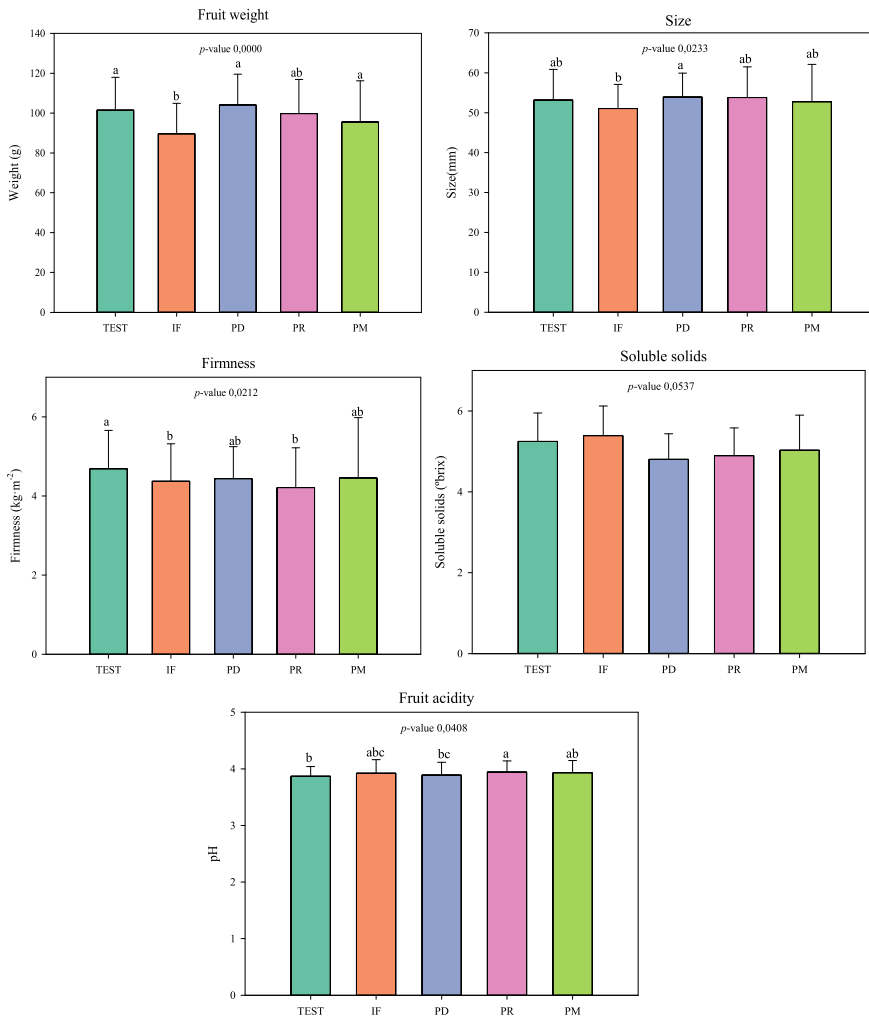 Fruit weight
p-value 0,0000
Weight (g)
140
120
100
80
60
40
20
0
a
b
a
ab
a
TEST
IF
PD
PR
PM
Size
p-value 0,0233
Size(mm)
70
60
50
40
30
20
10
0
ab
b
a
ab
ab
TEST
IF
PD
PR
PM
Firmness
p-value 0,0212
Firmness (kg·m⁻²)
6
4
2
0
a
b
ab
b
ab
TEST
IF
PD
PR
PM
Soluble solids
p-value 0,0537
Soluble solids (ºbrix)
6
4
2
0
TEST
IF
PD
PR
PM
Fruit acidity
p-value 0,0408
pH
5
4
3
2
1
0
b
abc
bc
a
ab
TEST
IF
PD
PR
PM